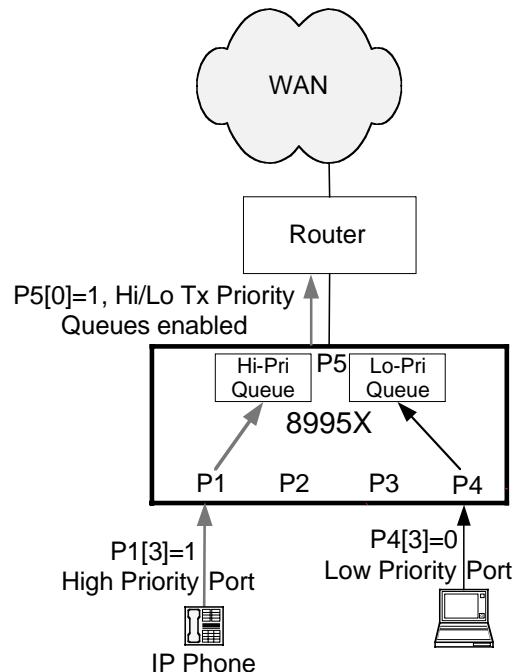 WAN
Router
P5[0]=1, Hi/Lo Tx Priority
Queues enabled
Hi-Pri
Queue
P5
Lo-Pri
Queue
8995X
P1
P2
P3
P4
P1[3]=1
High Priority Port
P4[3]=0
Low Priority Port
IP Phone